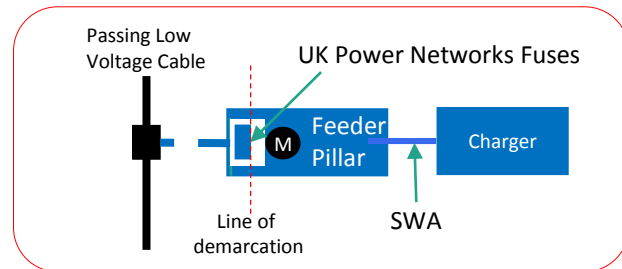 Passing Low
Voltage Cable
UK Power Networks Fuses
M
Feeder
Pillar
Charger
Line of
demarcation
SWA